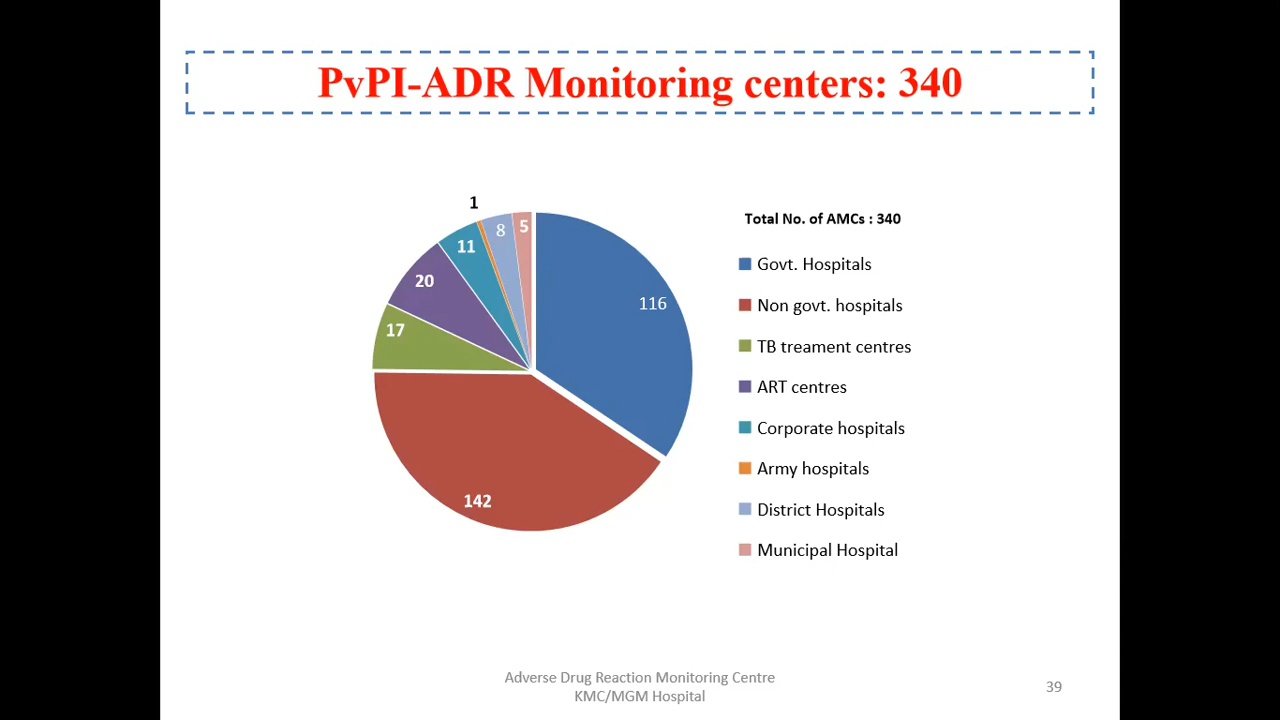 PvPI-ADR Monitoring centers: 340
1
8
5
11
20
17
116
142
Total No. of AMCs : 340
Govt. Hospitals
Non govt. hospitals
TB treament centres
ART centres
Corporate hospitals
Army hospitals
District Hospitals
Municipal Hospital
Adverse Drug Reaction Monitoring Centre
KMC/MGM Hospital
39